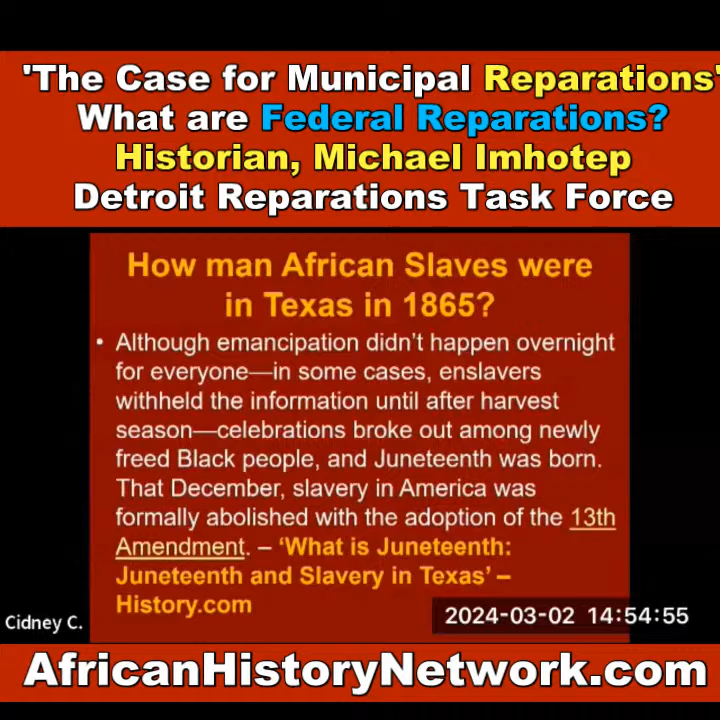 'The Case for Municipal Reparations'
What are Federal Reparations?
Historian, Michael Imhotep
Detroit Reparations Task Force
How man African Slaves were
in Texas in 1865?
• Although emancipation didn't happen overnight
for everyone—in some cases, enslavers
withheld the information until after harvest
season—celebrations broke out among newly
freed Black people, and Juneteenth was born.
That December, slavery in America was
formally abolished with the adoption of the 13th
Amendment. – 'What is Juneteenth:
Juneteenth and Slavery in Texas' –
History.com
Cidney C.
2024-03-02 14:54:55
AfricanHistoryNetwork.com